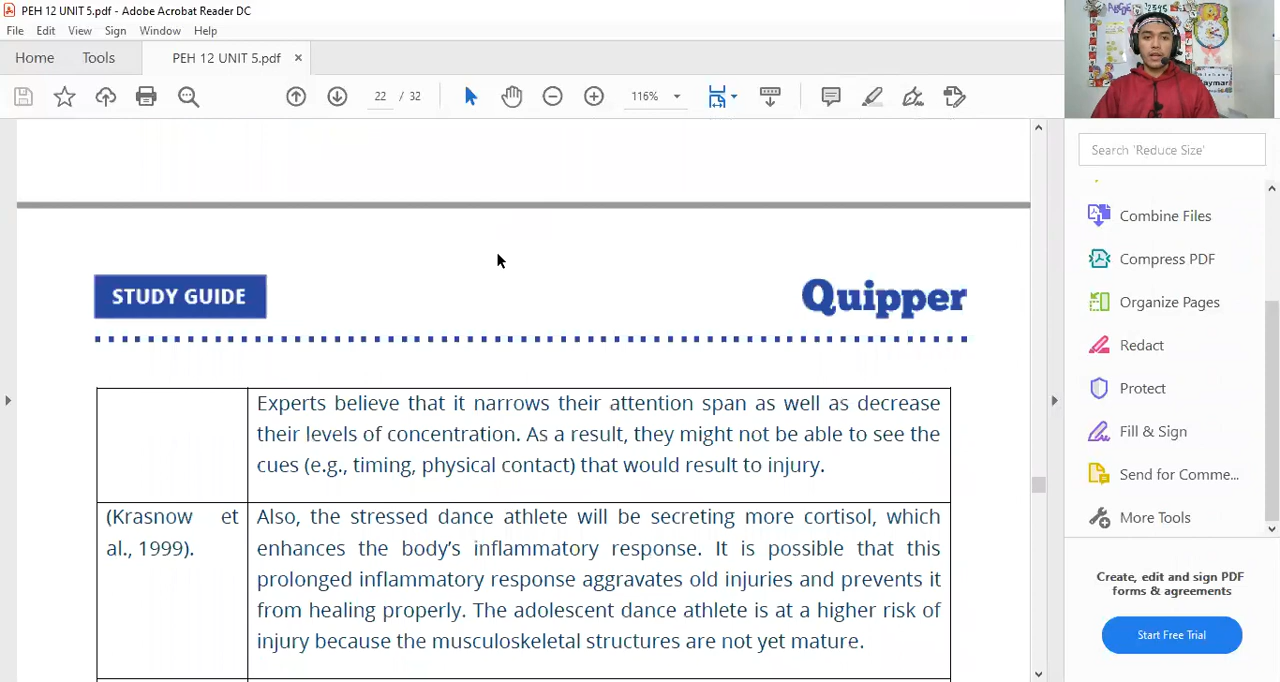 PEH 12 UNIT 5.pdf - Adobe Acrobat Reader DC
File Edit View Sign Window Help
Home Tools PEH 12 UNIT 5.pdf ×
22 / 32 116%
Search 'Reduce Size'
Combine Files
Compress PDF
Organize Pages
Redact
Protect
Fill & Sign
Send for Comme...
More Tools
Create, edit and sign PDF
forms & agreements
Start Free Trial
STUDY GUIDE
Quipper
Experts believe that it narrows their attention span as well as decrease
their levels of concentration. As a result, they might not be able to see the
cues (e.g., timing, physical contact) that would result to injury.
(Krasnow et
al., 1999).
Also, the stressed dance athlete will be secreting more cortisol, which
enhances the body’s inflammatory response. It is possible that this
prolonged inflammatory response aggravates old injuries and prevents it
from healing properly. The adolescent dance athlete is at a higher risk of
injury because the musculoskeletal structures are not yet mature.